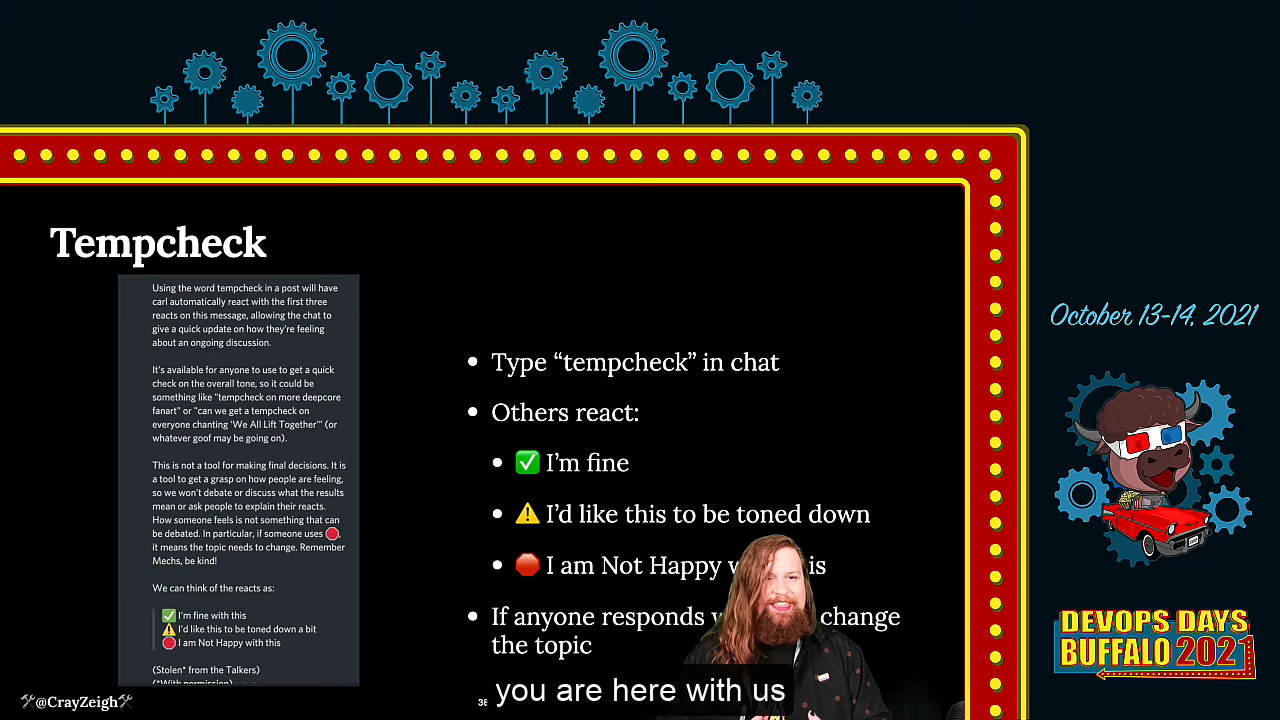 Tempcheck
Using the word tempcheck in a post will have
carl automatically react with the first three
reacts on this message, allowing the chat to
give a quick update on how they're feeling
about an ongoing discussion.
It's available for anyone to use to get a quick
check on the overall tone, so it could be
something like "tempcheck on more deepcore
fanart" or "can we get a tempcheck on
everyone chanting 'We All Lift Together'" (or
whatever goof may be going on).
This is not a tool for making final decisions. It is
a tool to get a grasp on how people are feeling,
so we won't debate or discuss what the results
mean or ask people to explain their reacts.
How someone feels is not something that can
be debated. In particular, if someone uses 🛑,
it means the topic needs to change. Remember
Mechs, be kind!
We can think of the reacts as:
✅ I'm fine with this
⚠️ I'd like this to be toned down a bit
🛑 I am Not Happy with this
(Stolen* from the Talkers)
(*With permission)
• Type “tempcheck” in chat
• Others react:
• ✅ I’m fine
• ⚠️ I’d like this to be toned down
• 🛑 I am Not Happy is
• If anyone responds change
the topic
you are here with us
🛠@CrayZeigh🛠
October 13-14, 2021
DEVOPS DAYS
BUFFALO 2021